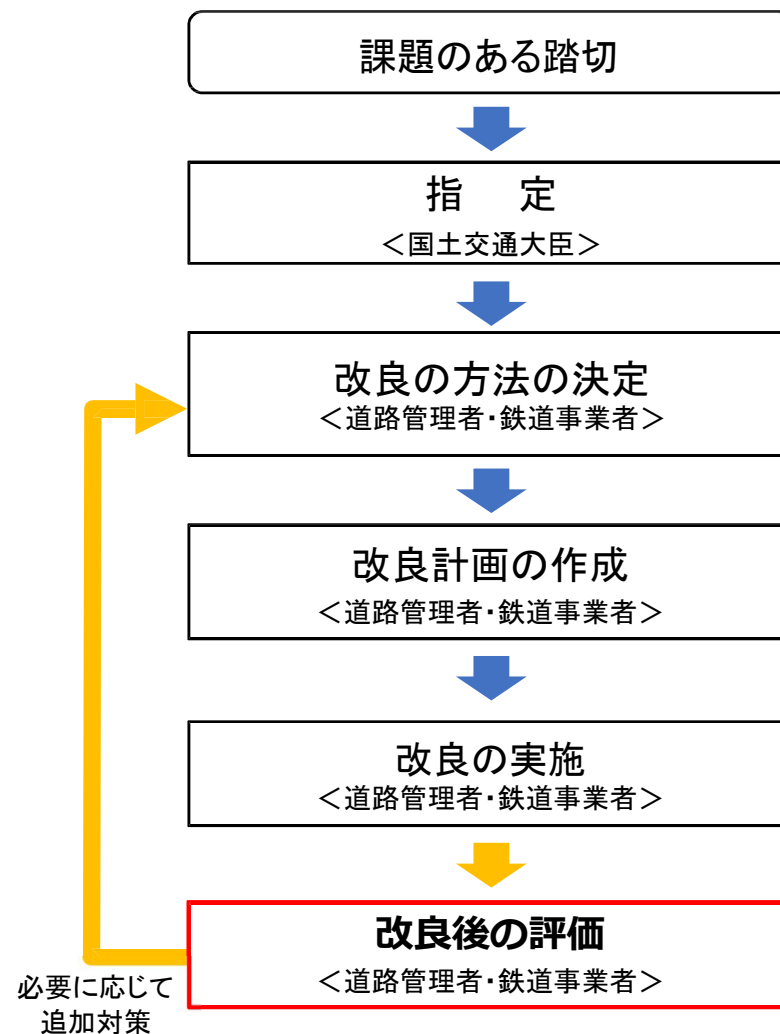 課題のある踏切
指　定
＜国土交通大臣＞
改良の方法の決定
＜道路管理者・鉄道事業者＞
改良計画の作成
＜道路管理者・鉄道事業者＞
改良の実施
＜道路管理者・鉄道事業者＞
改良後の評価
＜道路管理者・鉄道事業者＞
必要に応じて
追加対策